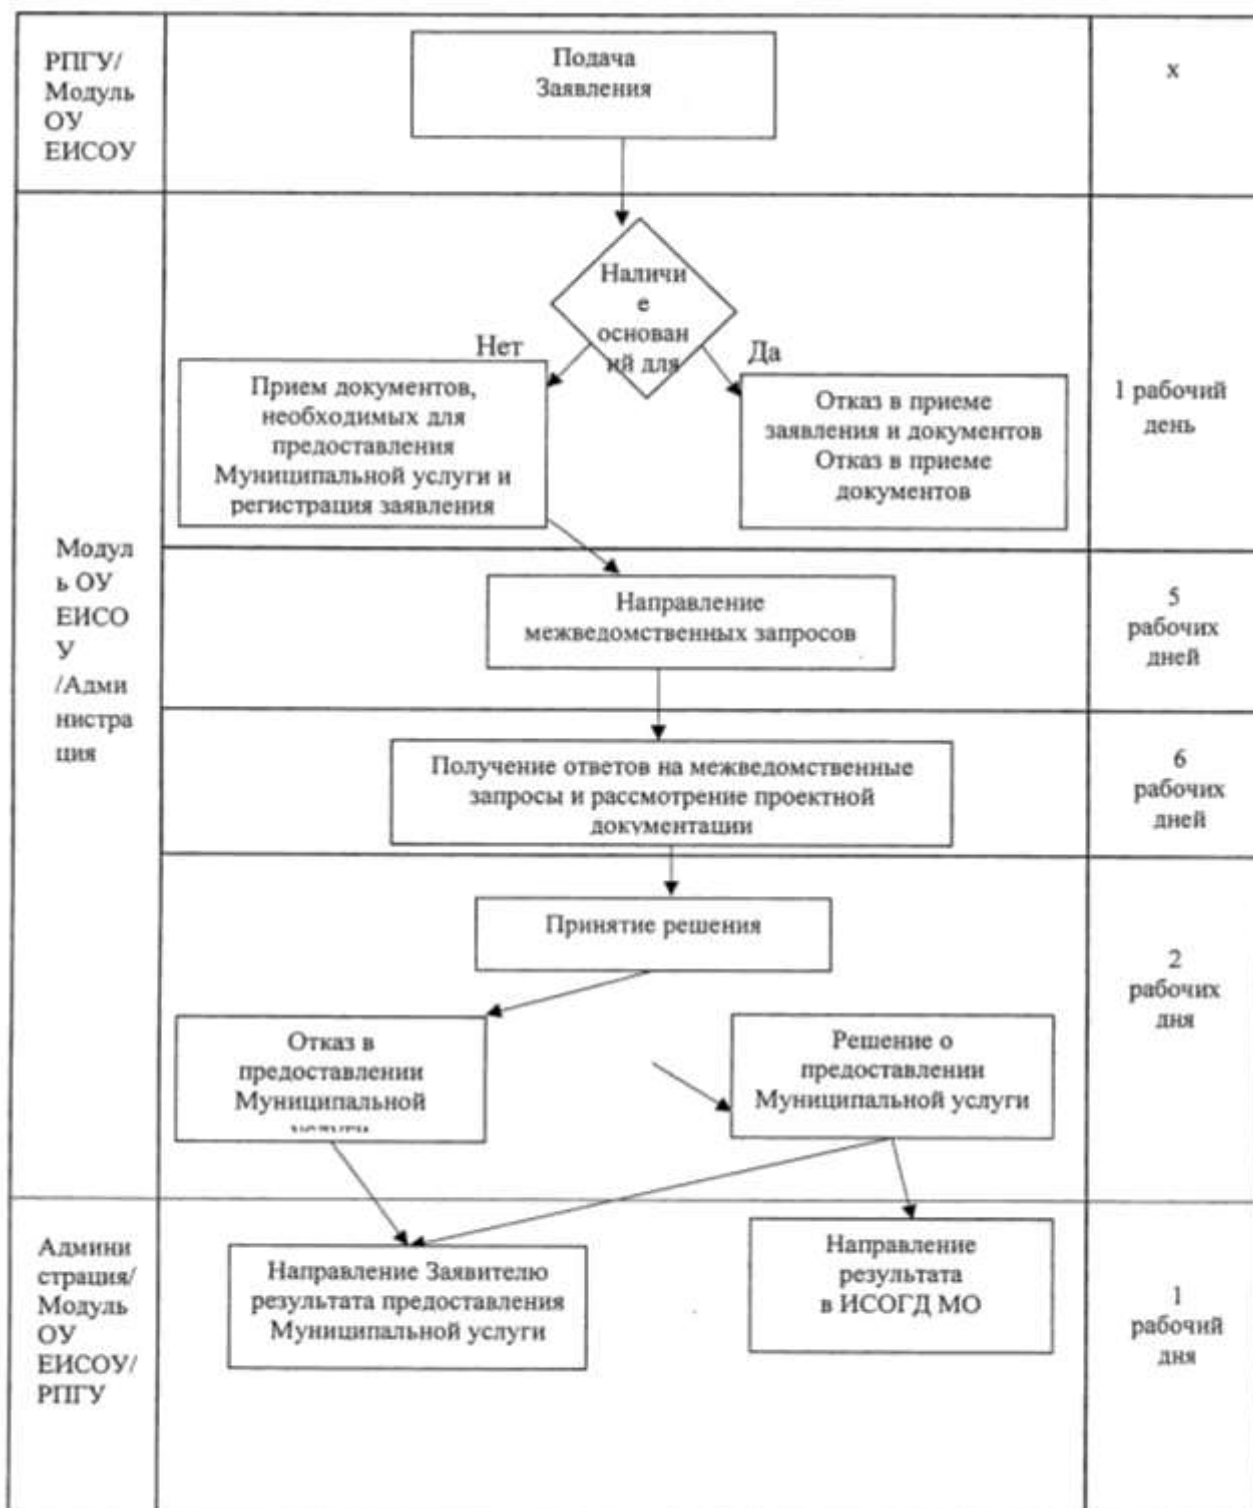 РПГУ/
Модуль
ОУ
ЕИСОУ
Подача
Заявления
х
Наличи
е
основан
ий для
Нет
Да
Прием документов,
необходимых для
предоставления
Муниципальной услуги и
регистрация заявления
Отказ в приеме
заявления и документов
Отказ в приеме
документов
1 рабочий
день
Модул
ь ОУ
ЕИСО
У
/Адми
нистра
ция
Направление
межведомственных запросов
5
рабочих
дней
Получение ответов на межведомственные
запросы и рассмотрение проектной
документации
6
рабочих
дней
Принятие решения
2
рабочих
дня
Отказ в
предоставлении
Муниципальной
Решение о
предоставлении
Муниципальной услуги
Админи
страция/
Модуль
ОУ
ЕИСОУ/
РПГУ
Направление Заявителю
результата предоставления
Муниципальной услуги
Направление
результата
в ИСОГД МО
1
рабочий
дня